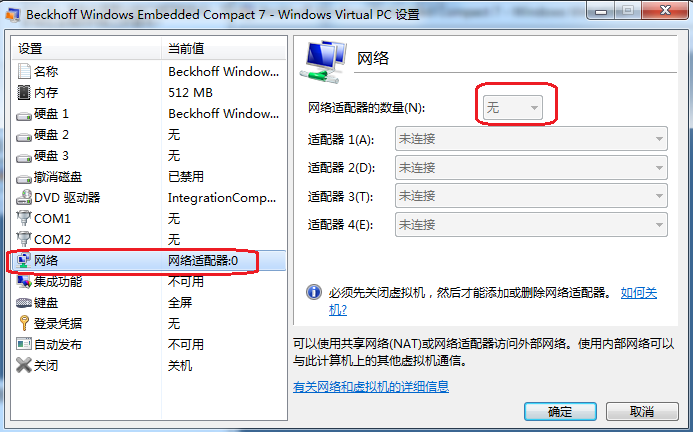 Beckhoff Windows Embedded Compact 7 - Windows Virtual PC 设置
设置 当前值
名称 Beckhoff Window...
内存 512 MB
硬盘 1 Beckhoff Window...
硬盘 2 无
硬盘 3 无
撤消磁盘 已禁用
DVD 驱动器 IntegrationComp...
COM1 无
COM2 无
网络 网络适配器:0
集成功能 不可用
键盘 全屏
登录凭据 无
自动发布 不可用
关闭 关机
网络
网络适配器的数量(N): 无
适配器 1(A): 未连接
适配器 2(D): 未连接
适配器 3(T): 未连接
适配器 4(E): 未连接
必须先关闭虚拟机，然后才能添加或删除网络适配器。 如何关
机?
可以使用共享网络(NAT)或网络适配器访问外部网络。使用内部网络可以
与此计算机上的其他虚拟机通信。
有关网络和虚拟机的详细信息
确定 取消